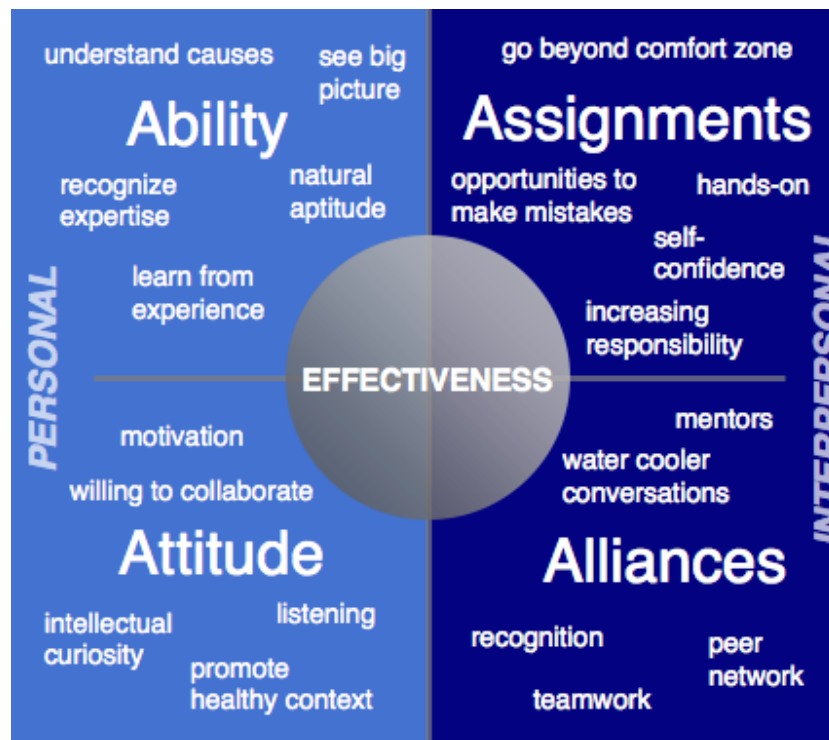 understand causes
see big
picture
Ability
recognize
expertise
natural
aptitude
learn from
experience
PERSONAL
go beyond comfort zone
Assignments
opportunities to
make mistakes
hands-on
self-
confidence
increasing
responsibility
INTERPERSONAL
EFFECTIVENESS
motivation
willing to collaborate
Attitude
intellectual
curiosity
listening
promote
healthy context
mentors
water cooler
conversations
Alliances
recognition
peer
network
teamwork